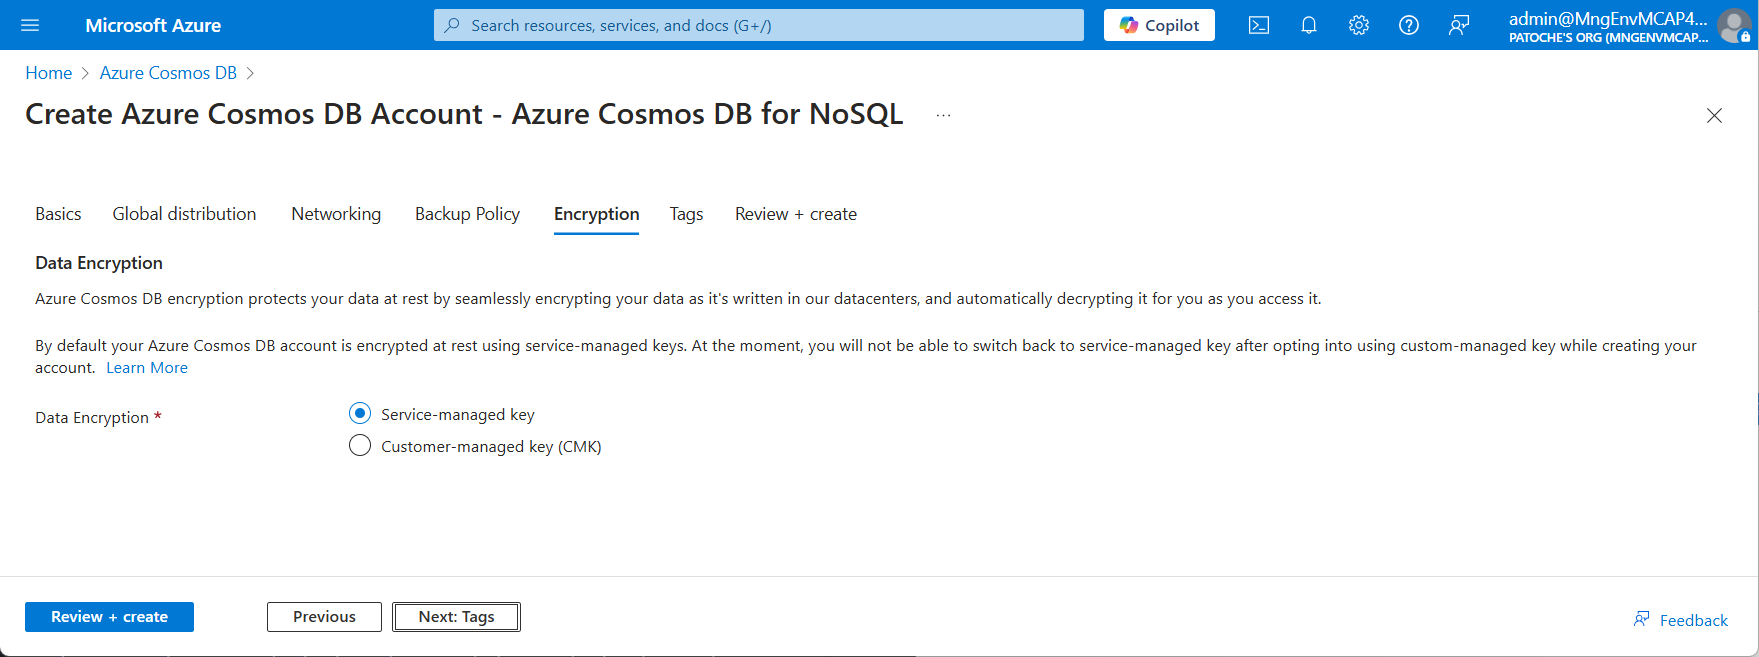 Microsoft Azure
Search resources, services, and docs (G+/)
Copilot
admin@MngEnvMCAP4...
PATOCHE'S ORG (MNGENVMCAP...
Home > Azure Cosmos DB >
Create Azure Cosmos DB Account - Azure Cosmos DB for NoSQL ...
Basics Global distribution Networking Backup Policy Encryption Tags Review + create
Data Encryption
Azure Cosmos DB encryption protects your data at rest by seamlessly encrypting your data as it's written in our datacenters, and automatically decrypting it for you as you access it.
By default your Azure Cosmos DB account is encrypted at rest using service-managed keys. At the moment, you will not be able to switch back to service-managed key after opting into using custom-managed key while creating your
account. Learn More
Data Encryption *
Service-managed key
Customer-managed key (CMK)
Review + create Previous Next: Tags
Feedback